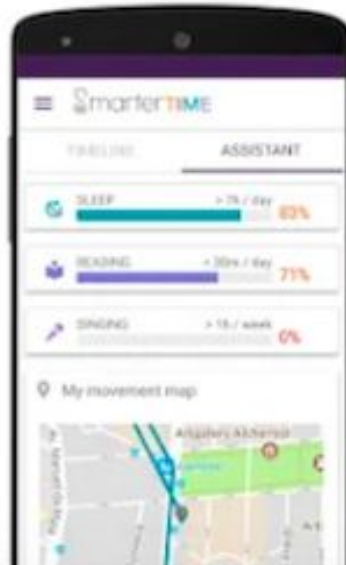 SmarterTIME
TIMELINE ASSISTANT
SLEEP > 7h / day
83%
READING > 30m / day
71%
SINGING > 1h / week
0%
My movement map